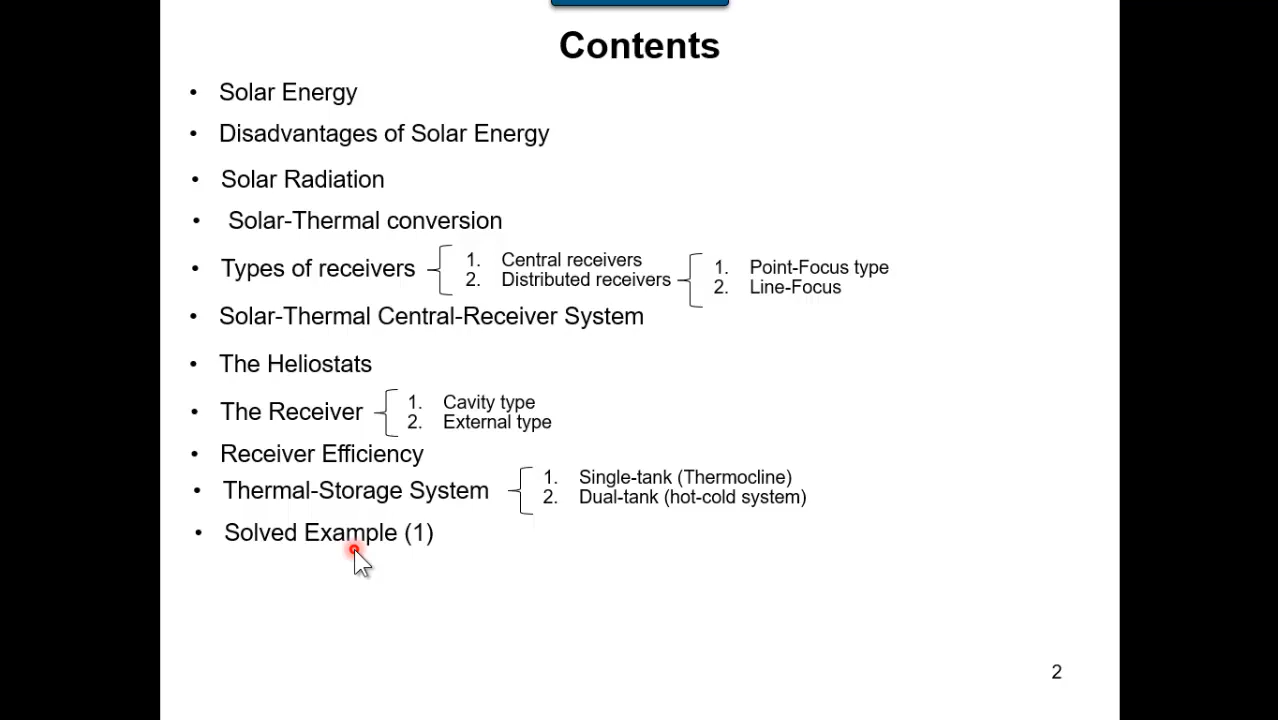 Contents
• Solar Energy
• Disadvantages of Solar Energy
• Solar Radiation
• Solar-Thermal conversion
• Types of receivers
1. Central receivers
2. Distributed receivers
1. Point-Focus type
2. Line-Focus
• Solar-Thermal Central-Receiver System
• The Heliostats
• The Receiver
1. Cavity type
2. External type
• Receiver Efficiency
• Thermal-Storage System
1. Single-tank (Thermocline)
2. Dual-tank (hot-cold system)
• Solved Example (1)
2